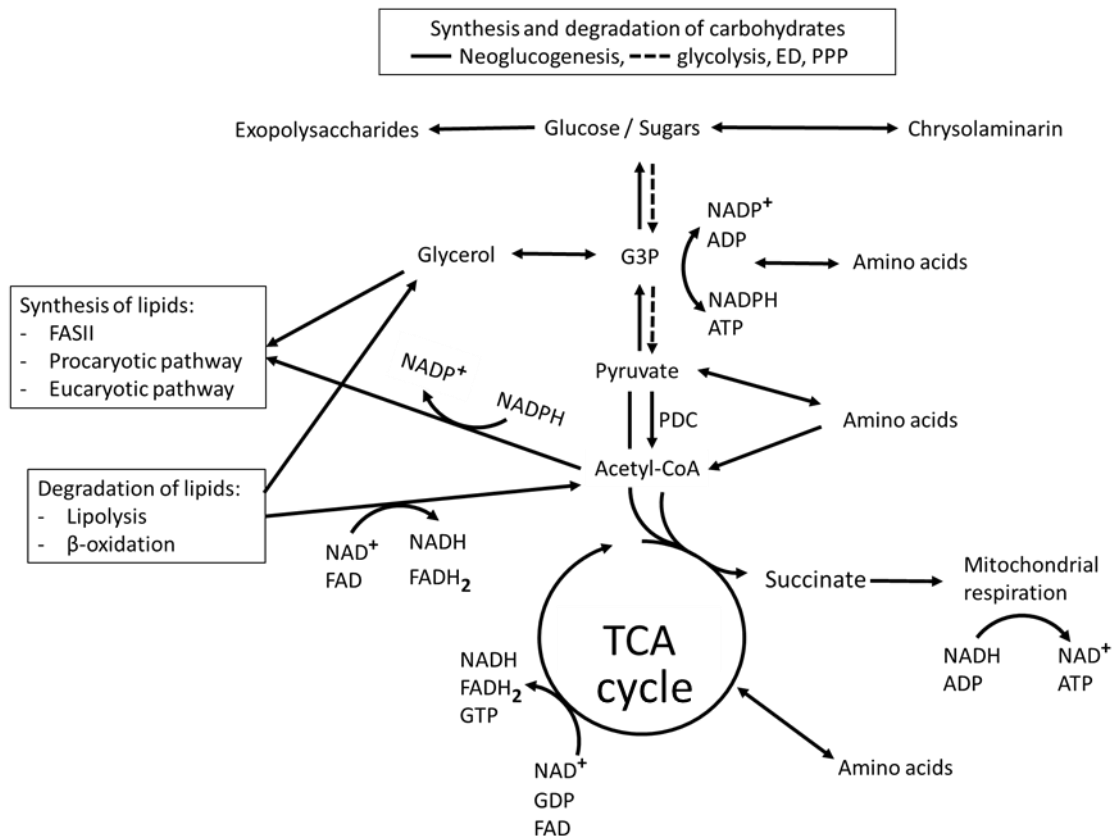 Synthesis and degradation of carbohydrates
Neoglucogenesis, glycolysis, ED, PPP
Exopolysaccharides
Glucose / Sugars
Chrysolaminarin
NADP+
ADP
Glycerol
G3P
Amino acids
NADPH
ATP
Synthesis of lipids:
- FASII
- Procaryotic pathway
- Eucaryotic pathway
NADP+
NADPH
Pyruvate
PDC
Amino acids
Acetyl-CoA
Degradation of lipids:
- Lipolysis
- β-oxidation
NAD+
FAD
NADH
FADH2
Succinate
Mitochondrial
respiration
NADH
ADP
NAD+
ATP
TCA
cycle
NADH
FADH2
GTP
NAD+
GDP
FAD
Amino acids